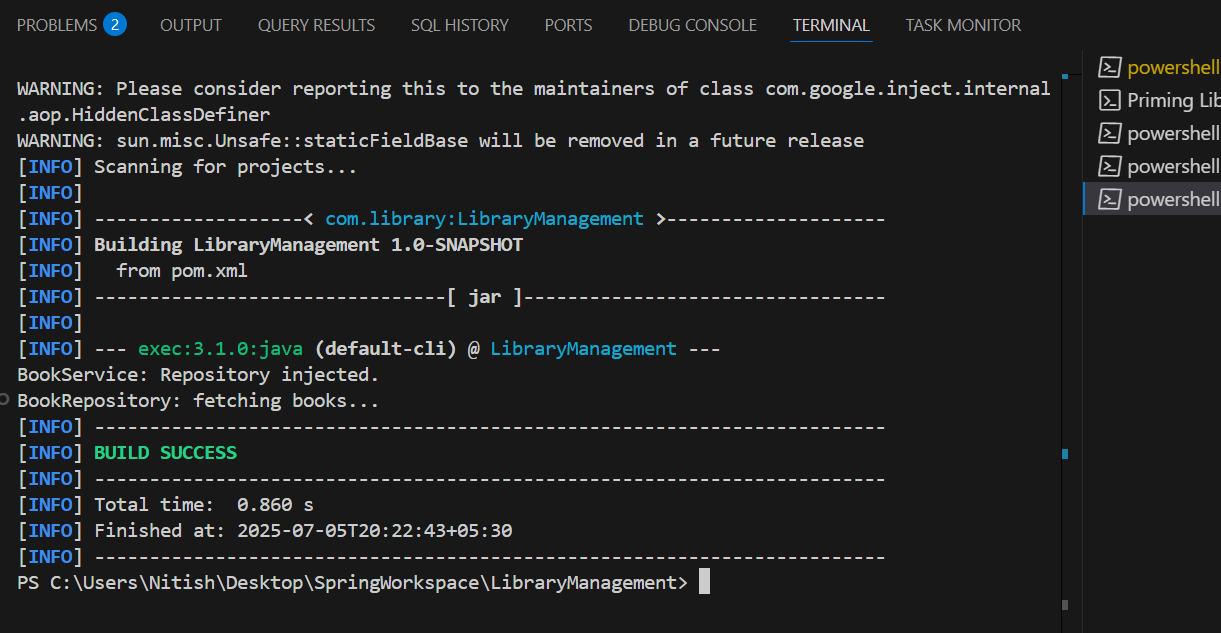 PROBLEMS 2 OUTPUT QUERY RESULTS SQL HISTORY PORTS DEBUG CONSOLE TERMINAL TASK MONITOR
WARNING: Please consider reporting this to the maintainers of class com.google.inject.internal
.aop.HiddenClassDefiner
WARNING: sun.misc.Unsafe::staticFieldBase will be removed in a future release
[INFO] Scanning for projects...
[INFO]
[INFO] -------------------< com.library:LibraryManagement >--------------------
[INFO] Building LibraryManagement 1.0-SNAPSHOT
[INFO]   from pom.xml
[INFO] --------------------------------[ jar ]---------------------------------
[INFO]
[INFO] --- exec:3.1.0:java (default-cli) @ LibraryManagement ---
BookService: Repository injected.
BookRepository: fetching books...
[INFO] ------------------------------------------------------------------------
[INFO] BUILD SUCCESS
[INFO] ------------------------------------------------------------------------
[INFO] Total time:  0.860 s
[INFO] Finished at: 2025-07-05T20:22:43+05:30
[INFO] ------------------------------------------------------------------------
PS C:\Users\Nitish\Desktop\SpringWorkspace\LibraryManagement>
powershell
Priming Lib
powershell
powershell
powershell